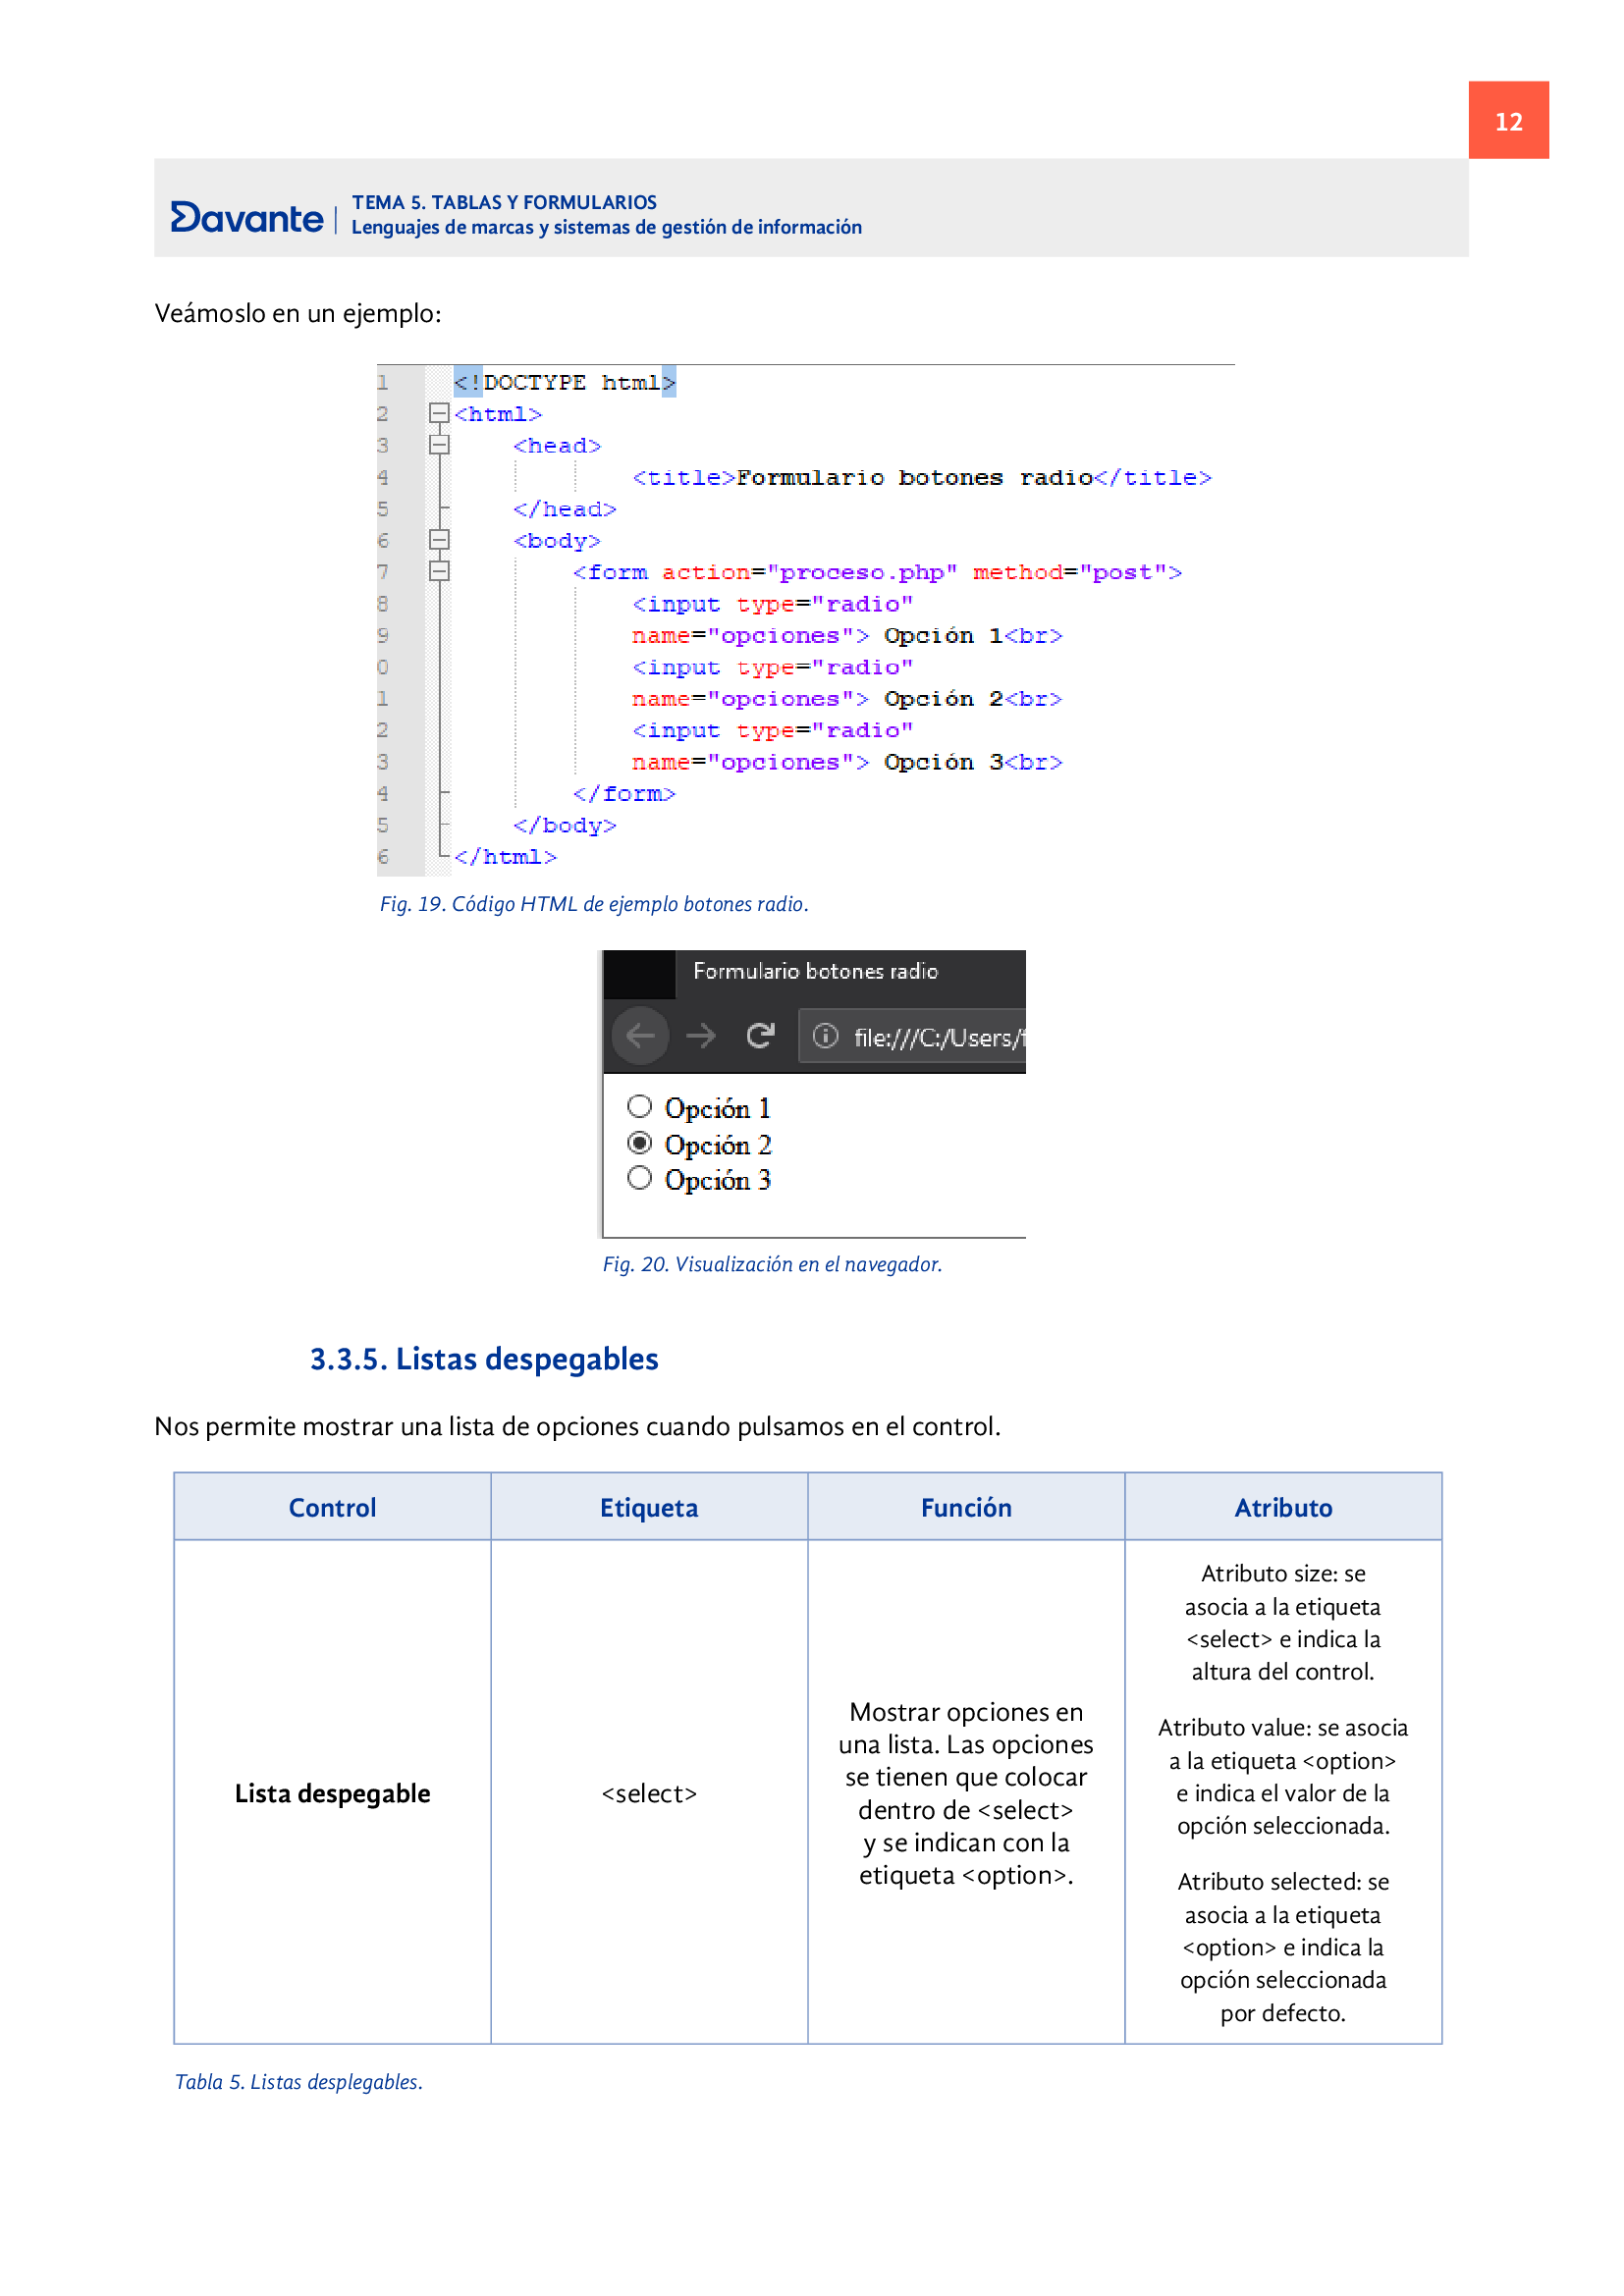 12
Davante
TEMA 5. TABLAS Y FORMULARIOS
Lenguajes de marcas y sistemas de gestión de información
Veámoslo en un ejemplo:
1 <!DOCTYPE html>
2 <html>
3 <head>
4 <title>Formulario botones radio</title>
5 </head>
6 <body>
7 <form action="proceso.php" method="post">
8 <input type="radio"
9 name="opciones"> Opción 1<br>
0 <input type="radio"
1 name="opciones"> Opción 2<br>
2 <input type="radio"
3 name="opciones"> Opción 3<br>
4 </form>
5 </body>
6 </html>
Fig. 19. Código HTML de ejemplo botones radio.
Formulario botones radio
file:///C:/Users/f
Opción 1
Opción 2
Opción 3
Fig. 20. Visualización en el navegador.
3.3.5. Listas despegables
Nos permite mostrar una lista de opciones cuando pulsamos en el control.
Control Etiqueta Función Atributo
Lista despegable
<select>
Mostrar opciones en
una lista. Las opciones
se tienen que colocar
dentro de <select>
y se indican con la
etiqueta <option>.
Atributo size: se
asocia a la etiqueta
<select> e indica la
altura del control.
Atributo value: se asocia
a la etiqueta <option>
e indica el valor de la
opción seleccionada.
Atributo selected: se
asocia a la etiqueta
<option> e indica la
opción seleccionada
por defecto.
Tabla 5. Listas desplegables.